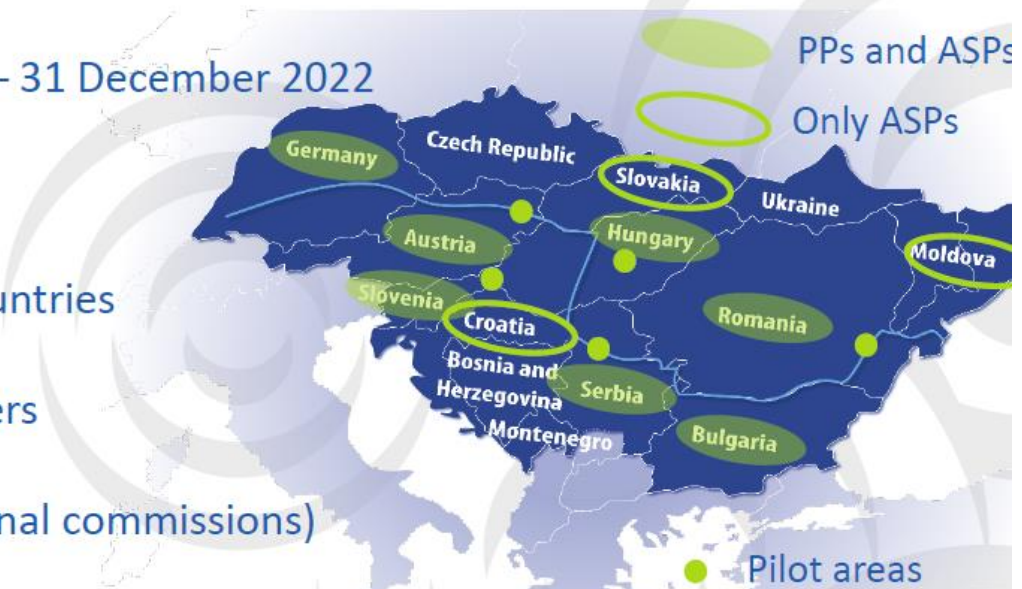 PPs and ASPs
- 31 December 2022
Only ASPs
Czech Republic
Germany
Slovakia
Ukraine
Hungary
Austria
Moldova
untries
Slovenia
Romania
Croatia
Bosnia and
Herzegovina
Serbia
ers
Montenegro
Bulgaria
nal commissions)
Pilot areas